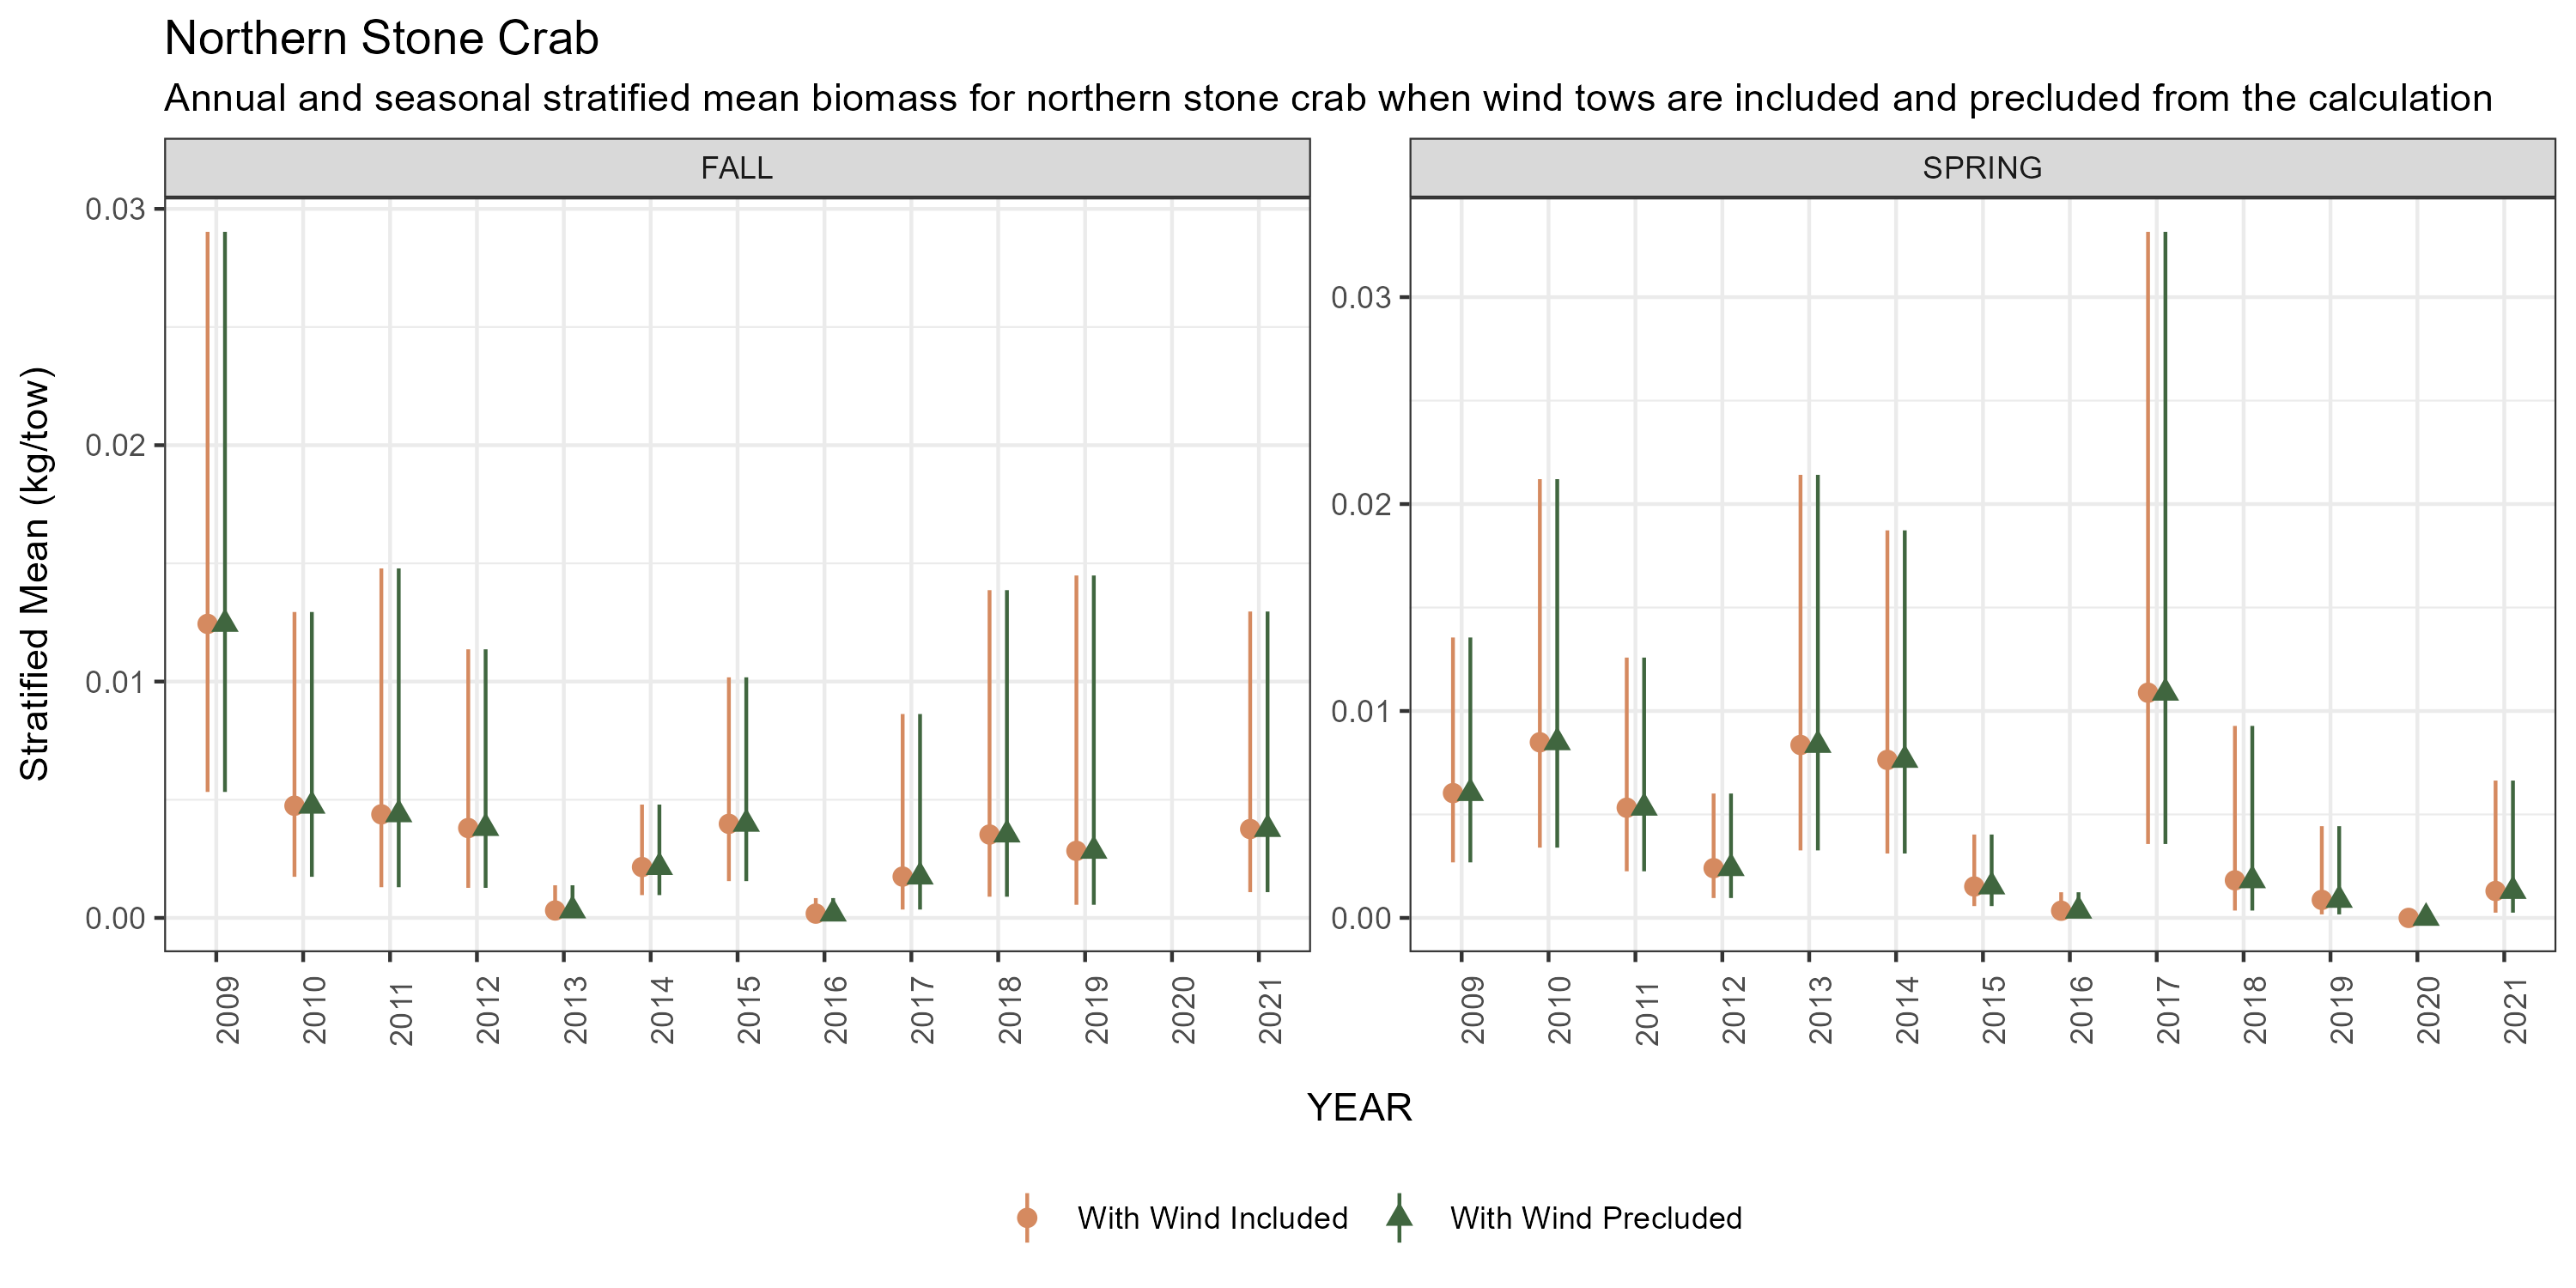 Northern Stone Crab
Annual and seasonal stratified mean biomass for northern stone crab when wind tows are included and precluded from the calculation
FALL
SPRING
Stratified Mean (kg/tow)
0.03
0.02
0.01
0.00
0.03
0.02
0.01
0.00
2009 2010 2011 2012 2013 2014 2015 2016 2017 2018 2019 2020 2021
2009 2010 2011 2012 2013 2014 2015 2016 2017 2018 2019 2020 2021
YEAR
With Wind Included
With Wind Precluded